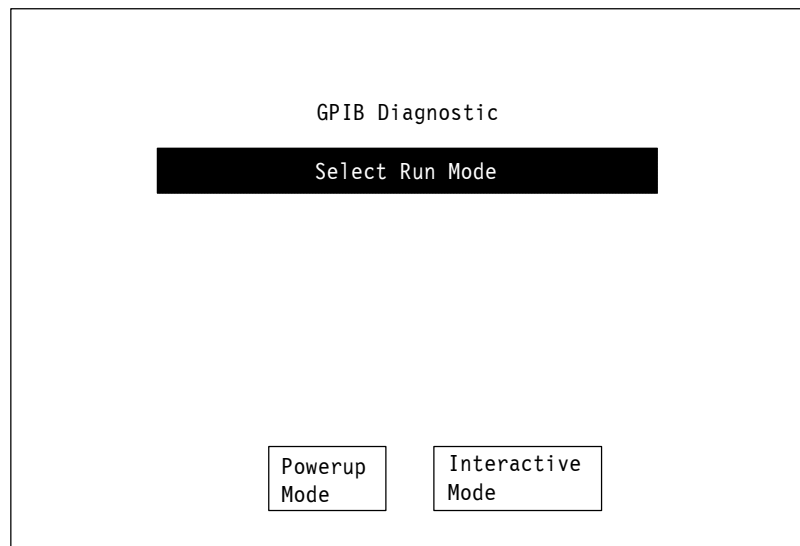 GPIB Diagnostic
Select Run Mode
Powerup
Mode
Interactive
Mode